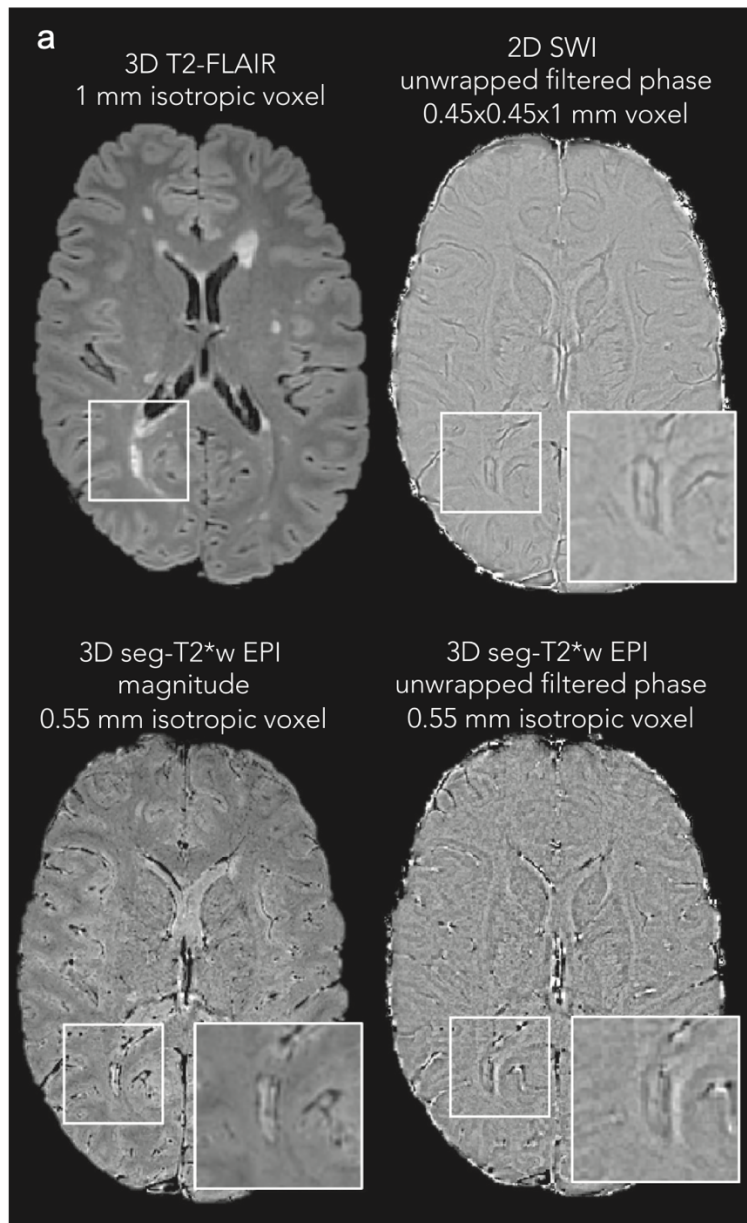 a
3D T2-FLAIR
1 mm isotropic voxel
2D SWI
unwrapped filtered phase
0.45x0.45x1 mm voxel
3D seg-T2*w EPI
magnitude
0.55 mm isotropic voxel
3D seg-T2*w EPI
unwrapped filtered phase
0.55 mm isotropic voxel